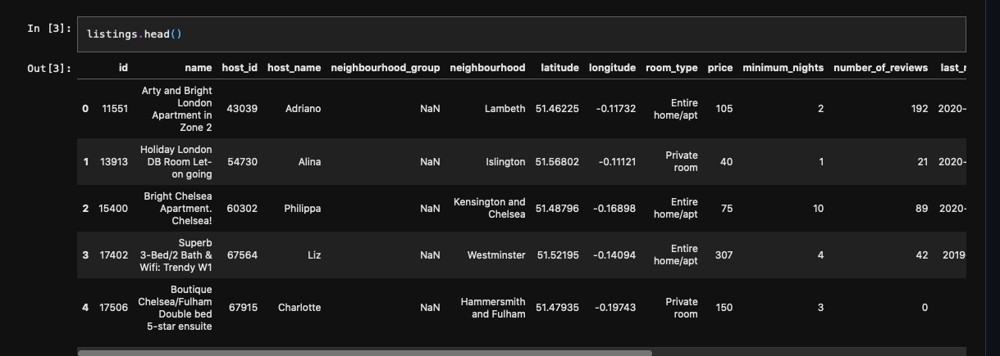 In [3]: listings.head()
Out[3]: id name host_id host_name neighbourhood_group neighbourhood latitude longitude room_type price minimum_nights number_of_reviews last_r
0 11551 Arty and Bright London Apartment in Zone 2 43039 Adriano NaN Lambeth 51.46225 -0.11732 Entire home/apt 105 2 192 2020-
1 13913 Holiday London DB Room Let-on going 54730 Alina NaN Islington 51.56802 -0.11121 Private room 40 1 21 2020-
2 15400 Bright Chelsea Apartment. Chelsea! 60302 Philippa NaN Kensington and Chelsea 51.48796 -0.16898 Entire home/apt 75 10 89 2020-
3 17402 Superb 3-Bed/2 Bath & Wifi: Trendy W1 67564 Liz NaN Westminster 51.52195 -0.14094 Entire home/apt 307 4 42 2019
4 17506 Boutique Chelsea/Fulham Double bed 5-star ensuite 67915 Charlotte NaN Hammersmith and Fulham 51.47935 -0.19743 Private room 150 3 0